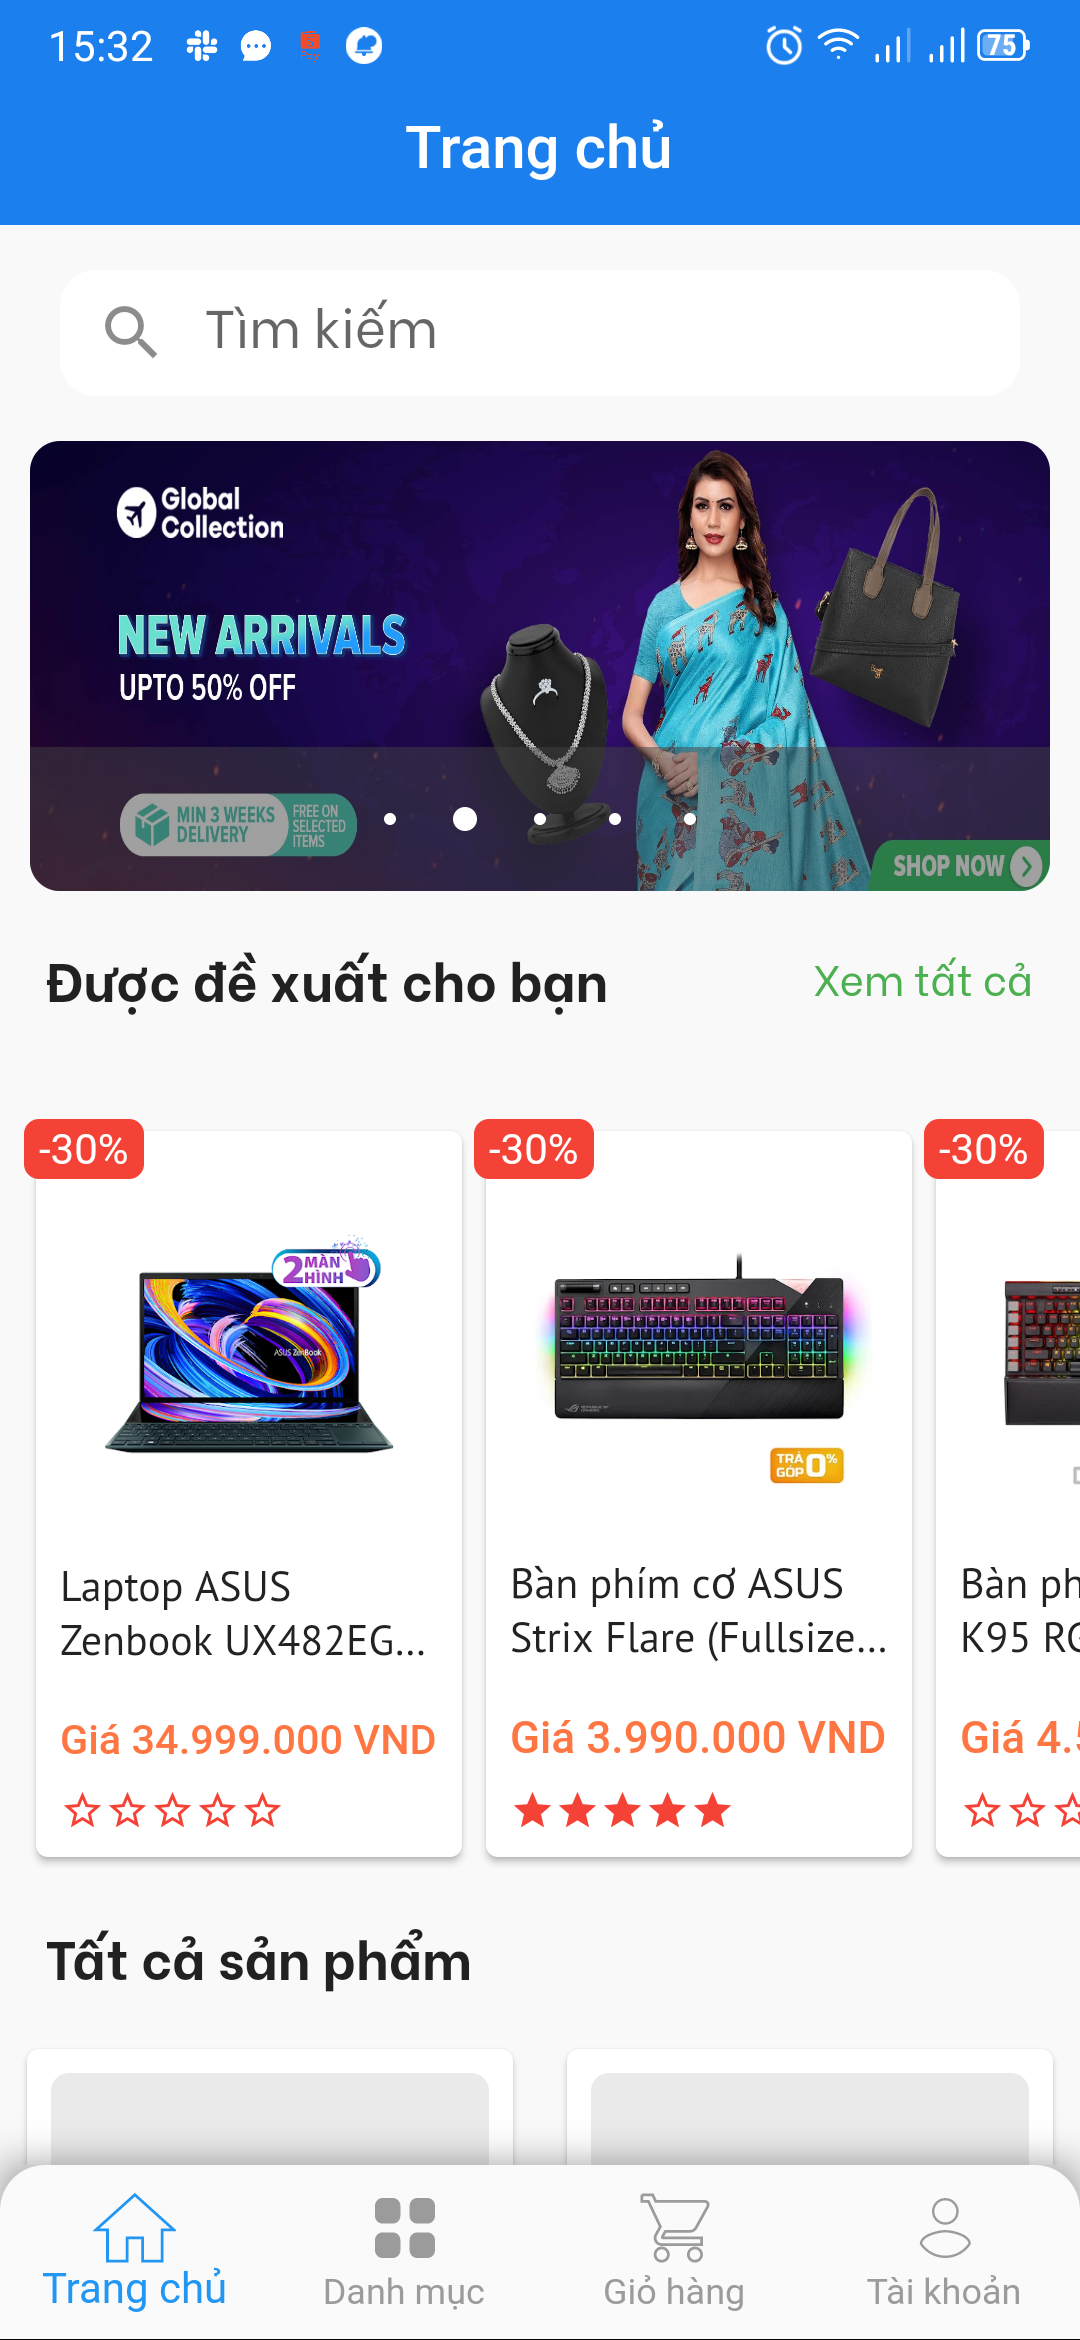 15:32
75
Trang chủ
Tìm kiếm
Global
Collection
NEW ARRIVALS
UPTO 50% OFF
MIN 3 WEEKS
DELIVERY
FREE ON
SELECTED
ITEMS
SHOP NOW
Được đề xuất cho bạn
Xem tất cả
-30%
-30%
-30%
2 MÀN
HÌNH
ASUS ZenBook
TRẢ
GÓP 0%
Laptop ASUS
Zenbook UX482EG...
Giá 34.999.000 VND
Bàn phím cơ ASUS
Strix Flare (Fullsize...
Giá 3.990.000 VND
Bàn ph
K95 RG
Giá 4.5
Tất cả sản phẩm
Trang chủ
Danh mục
Giỏ hàng
Tài khoản